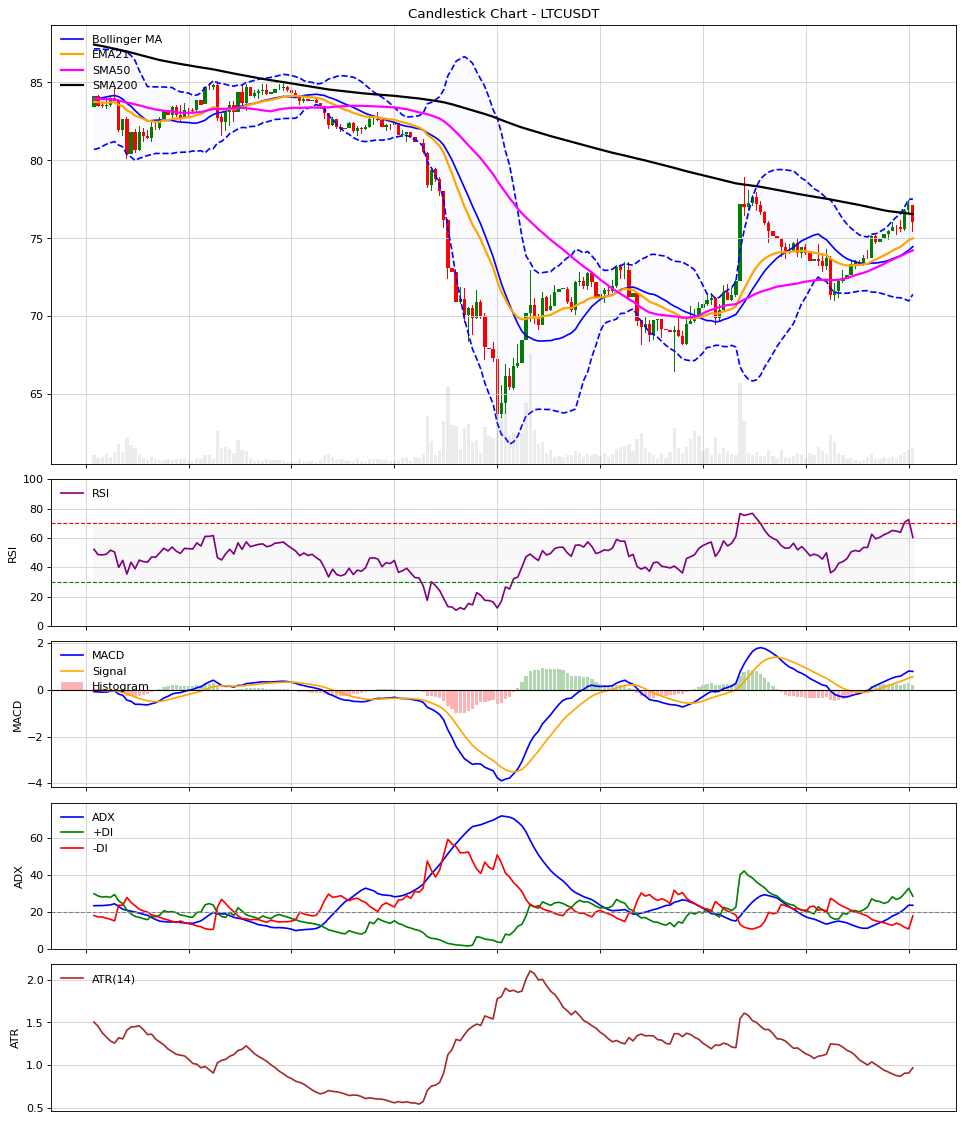 Candlestick Chart - LTCUSDT
Bollinger MA
EMA21
SMA50
SMA200
85
80
75
70
65
100
80
60
40
20
0
RSI
RSI
2
0
−2
−4
MACD
MACD
Signal
Histogram
60
40
20
0
ADX
ADX
+DI
-DI
2.0
1.5
1.0
0.5
ATR
ATR(14)